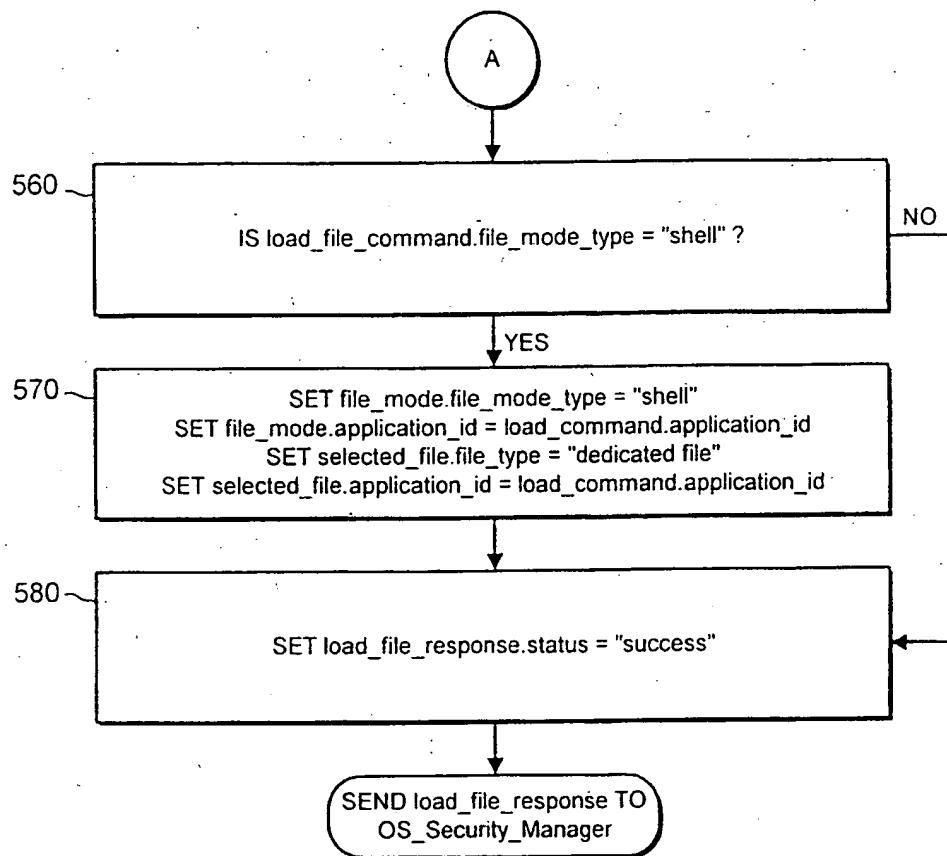 A
560
IS load_file_command.file_mode_type = "shell" ?
NO
YES
570
SET file_mode.file_mode_type = "shell"
SET file_mode.application_id = load_command.application_id
SET selected_file.file_type = "dedicated file"
SET selected_file.application_id = load_command.application_id
580
SET load_file_response.status = "success"
SEND load_file_response TO
OS_Security_Manager